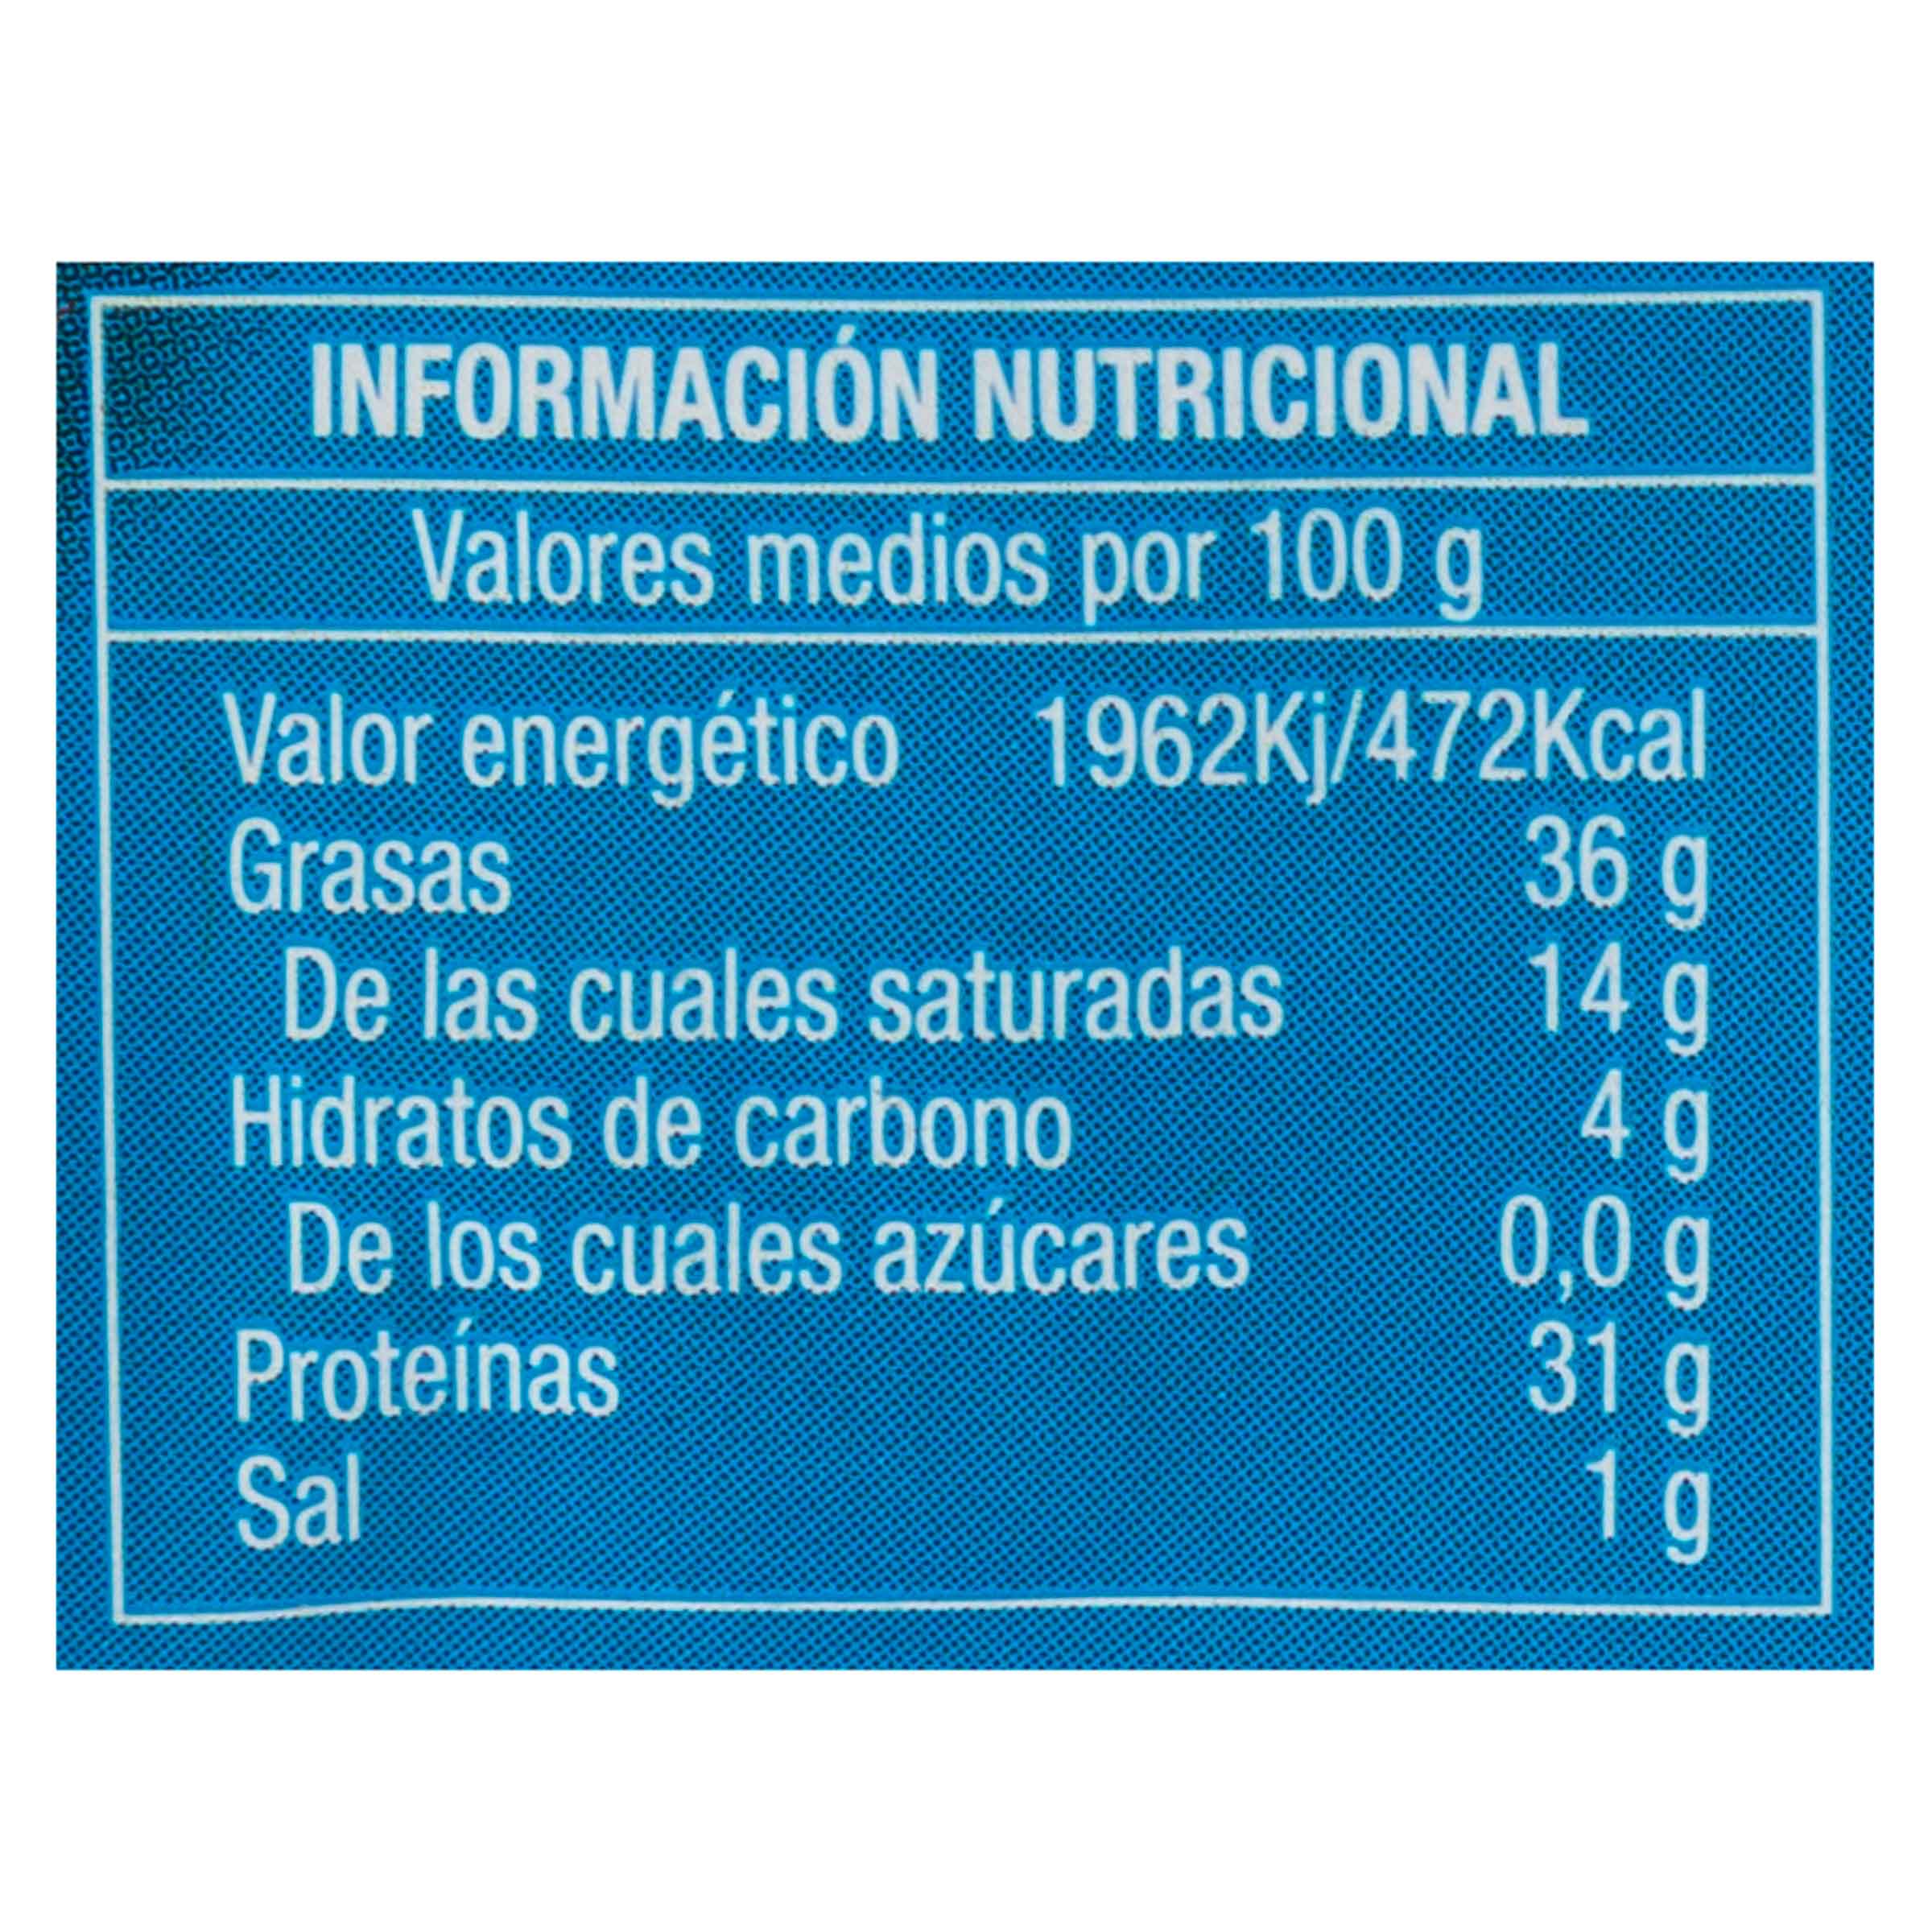 INFORMACIÓN NUTRICIONAL
Valores medios por 100 g
Valor energético 1962Kj/472Kcal
Grasas 36 g
De las cuales saturadas 14 g
Hidratos de carbono 4 g
De los cuales azúcares 0,0 g
Proteínas 31 g
Sal 1 g